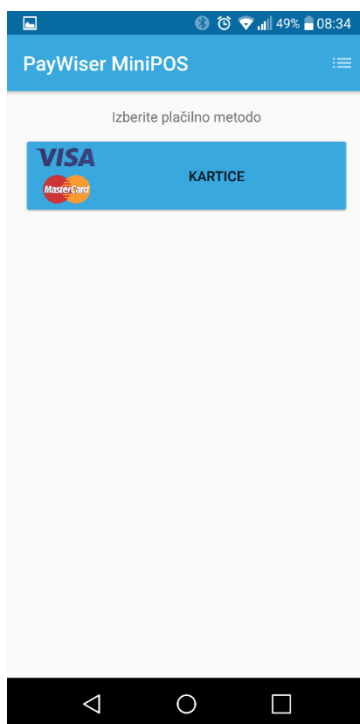 49% 08:34
PayWiser MiniPOS
Izberite plačilno metodo
VISA
MasterCard
KARTICE